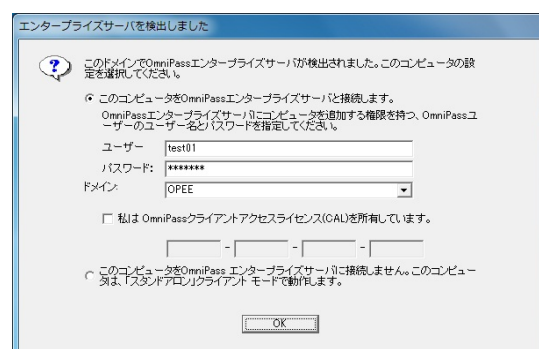 エンタープライズサーバを検出しました
このドメインでOmniPassエンタープライズサーバが検出されました。このコンピュータの設
定を選択してください。
このコンピュータをOmniPassエンタープライズサーバと接続します。
OmniPassエンタープライズサーバにコンピュータを追加する権限を持つ、OmniPassユ
ーザーのユーザー名とパスワードを指定してください。
ユーザー test01
パスワード: *******
ドメイン: OPEE
私は OmniPassクライアントアクセスライセンス(CAL)を所有しています。
- - -
このコンピュータをOmniPass エンタープライズサーバに接続しません。このコンピュー
タは、「スタンドアロン」クライアント モードで動作します。
OK